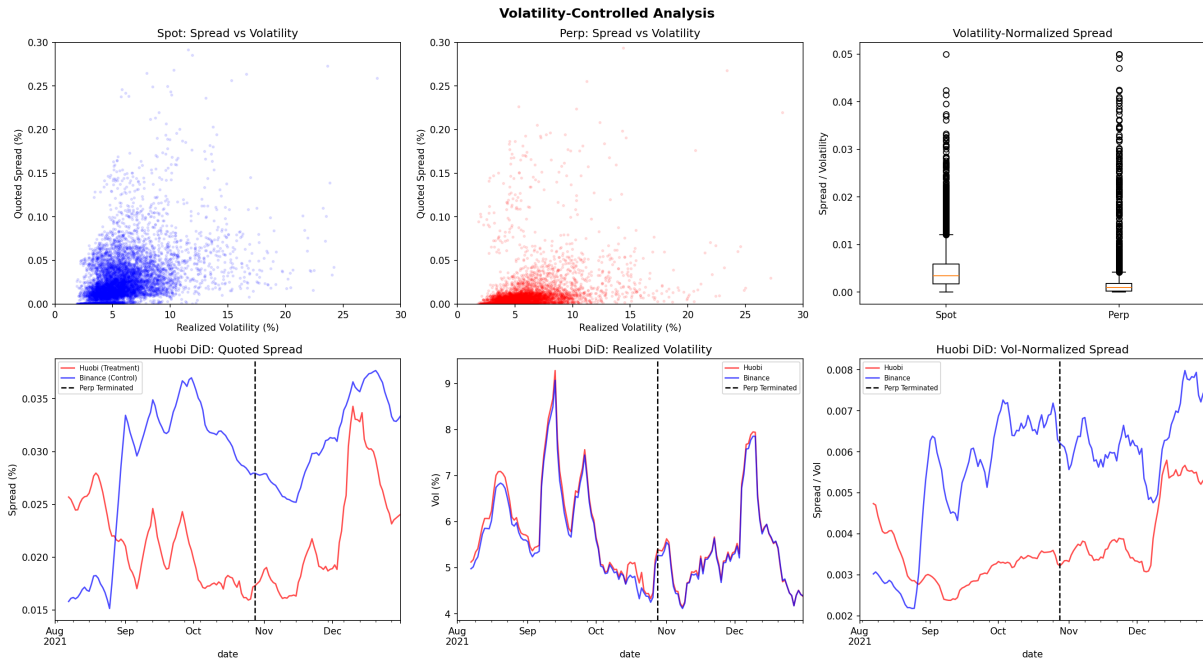 Volatility-Controlled Analysis
Spot: Spread vs Volatility
0.30
0.25
0.20
0.15
0.10
0.05
0.00
0
5
10
15
20
25
30
Quoted Spread (%)
Realized Volatility (%)
Perp: Spread vs Volatility
0.30
0.25
0.20
0.15
0.10
0.05
0.00
0
5
10
15
20
25
30
Quoted Spread (%)
Realized Volatility (%)
Volatility-Normalized Spread
0.05
0.04
0.03
0.02
0.01
0.00
Spread / Volatility
Spot
Perp
Huobi DiD: Quoted Spread
Huobi (Treatment)
Binance (Control)
Perp Terminated
0.035
0.030
0.025
0.020
0.015
Spread (%)
Aug
2021
Sep
Oct
Nov
Dec
date
Huobi DiD: Realized Volatility
Huobi
Binance
Perp Terminated
9
8
7
6
5
4
Vol (%)
Aug
2021
Sep
Oct
Nov
Dec
date
Huobi DiD: Vol-Normalized Spread
Huobi
Binance
Perp Terminated
0.008
0.007
0.006
0.005
0.004
0.003
0.002
Spread / Vol
Aug
2021
Sep
Oct
Nov
Dec
date